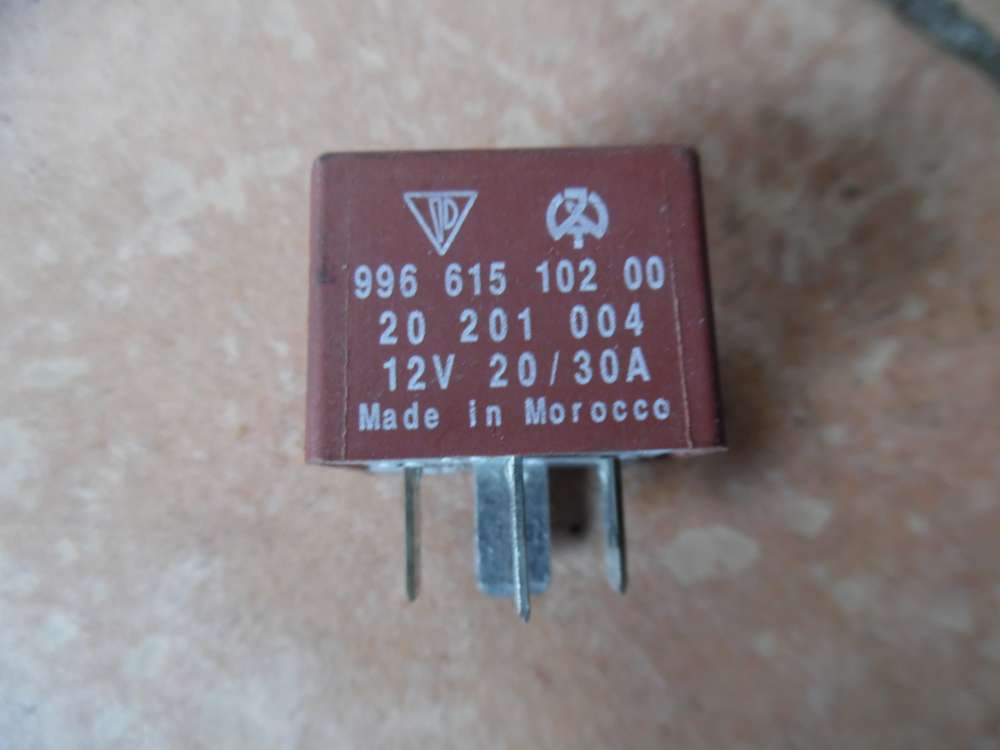 996 615 102 00
20 201 004
12V 20/30A
Made in Morocco